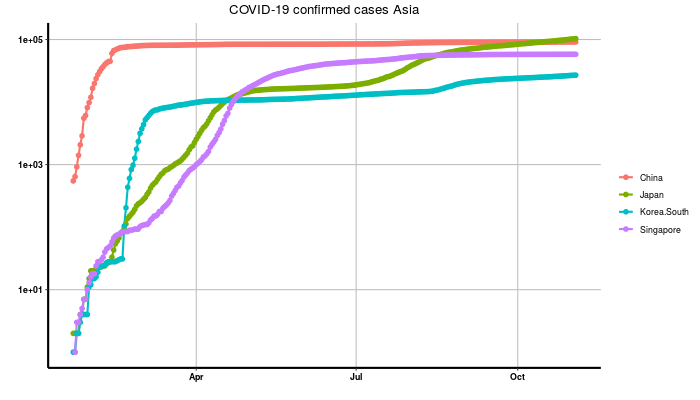 COVID-19 confirmed cases Asia
1e+05
1e+03
1e+01
Apr
Jul
Oct
China
Japan
Korea.South
Singapore